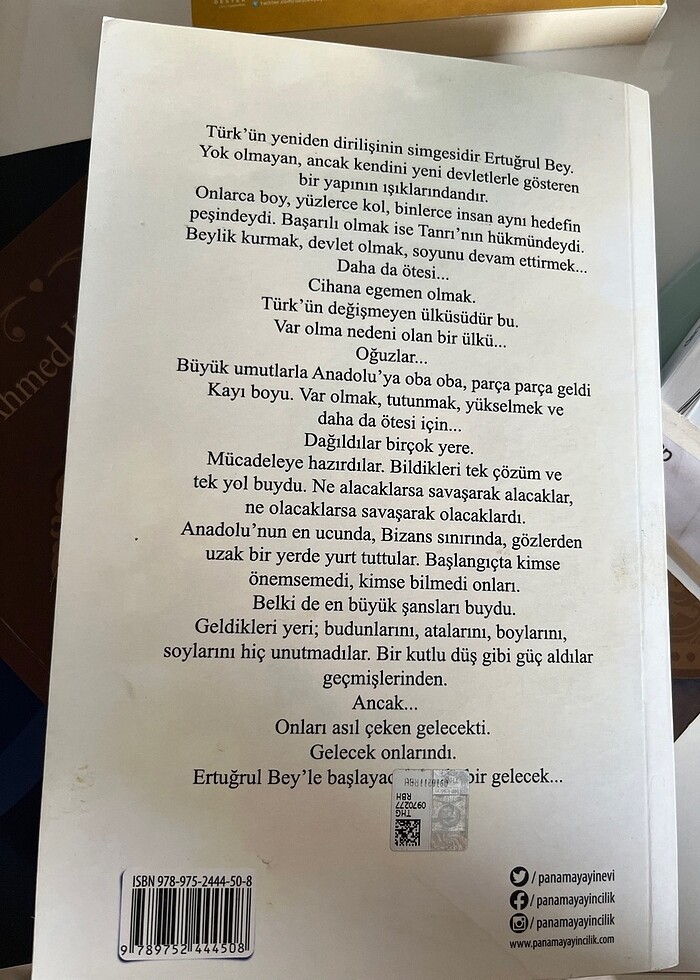 Türk'ün yeniden dirilişinin simgesidir Ertuğrul Bey.
Yok olmayan, ancak kendini yeni devletlerle gösteren
bir yapının ışıklarındandır.
Onlarca boy, yüzlerce kol, binlerce insan aynı hedefin
peşindeydi. Başarılı olmak ise Tanrı'nın hükmündeydi.
Beylik kurmak, devlet olmak, soyunu devam ettirmek...
Daha da ötesi...
Cihana egemen olmak.
Türk'ün değişmeyen ülküsüdür bu.
Var olma nedeni olan bir ülkü...
Oğuzlar...
Büyük umutlarla Anadolu'ya oba oba, parça parça geldi
Kayı boyu. Var olmak, tutunmak, yükselmek ve
daha da ötesi için...
Dağıldılar birçok yere.
Mücadeleye hazırdılar. Bildikleri tek çözüm ve
tek yol buydu. Ne alacaklarsa savaşarak alacaklar,
ne olacaklarsa savaşarak olacaklardı.
Anadolu'nun en ucunda, Bizans sınırında, gözlerden
uzak bir yerde yurt tuttular. Başlangıçta kimse
önemsemedi, kimse bilmedi onları.
Belki de en büyük şansları buydu.
Geldikleri yeri; budunlarını, atalarını, boylarını,
soylarını hiç unutmadılar. Bir kutlu düş gibi güç aldılar
geçmişlerinden.
Ancak...
Onları asıl çeken gelecekti.
Gelecek onlarındı.
Ertuğrul Bey'le bir gelecek...
THG
0970277
RBH
ISBN 978-975-2444-50-8
9 789752 444508
/ panamayayinevi
/ panamayayincilik
/ panamayayincilik
www.panamayayincilik.com